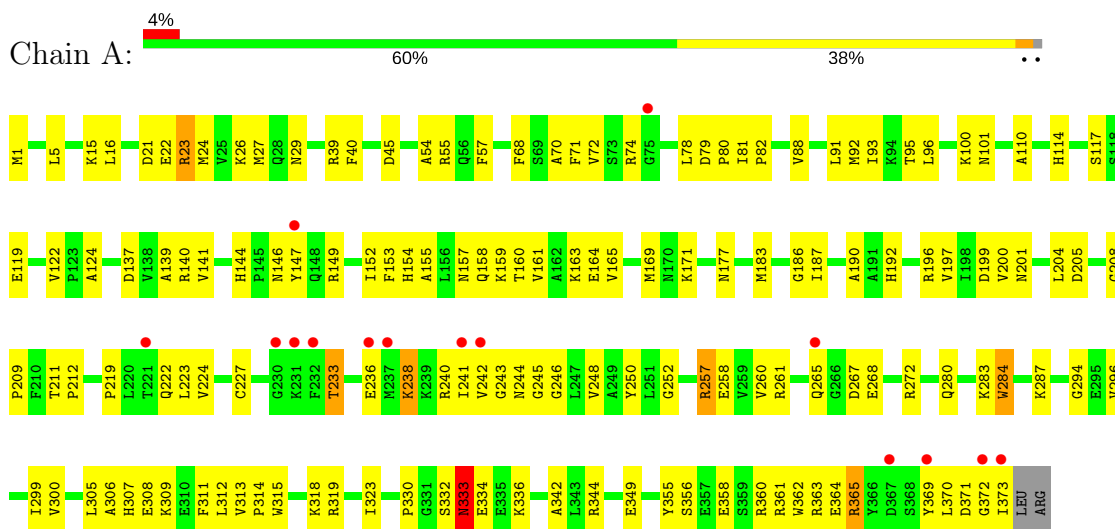 4%
Chain A:
60% 38% • •
M1 L5 K15 L16 D21 E22 R23 M24 V25 K26 M27 Q28 N29 R39 F40 D45 A54 R55 Q56 F57 F68 S69 A70 F71 V72 S73 R74 G75 L78 D79 P80 I81 P82 V88 L91 M92 I93 K94 T95 L96 K100 N101 A110 H114 S117 S118
E119 V122 P123 A124 D137 V138 A139 R140 V141 H144 P145 N146 Y147 Q148 R149 I152 F153 H154 A155 L156 N157 Q158 K159 T160 V161 A162 K163 E164 V165 M169 N170 K171 N177 M183 G186 I187 A190 A191 H192 R196 V197 I198 D199 V200 N201 L204 D205 G208
P209 F210 T211 P212 P219 L220 T221 Q222 L223 V224 C227 G230 K231 F232 T233 E236 M237 K238 K239 R240 I241 V242 G243 N244 G245 G246 L247 V248 A249 Y250 L251 G252 R257 E258 V259 V260 R261 Q265 G266 D267 E268 R272 Q280 K283 W284 K287 G294 E295 V296
I299 V300 L305 A306 H307 E308 K309 E310 F311 L312 V313 P314 W315 K318 R319 I323 P330 G331 S332 N333 E334 E335 K336 A342 L343 R344 E349 Y355 S356 E357 E358 S359 R360 R361 W362 R363 E364 R365 Y366 D367 S368 Y369 L370 D371 G372 I373 LEU ARG